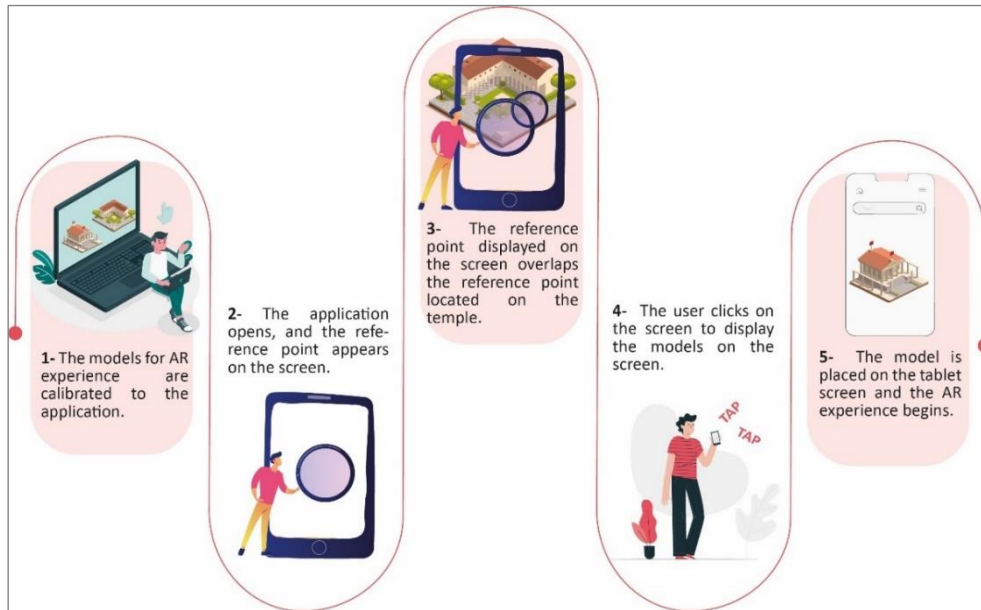 1- The models for AR
experience are
calibrated to the
application.
2- The application
opens, and the refe-
rence point appears
on the screen.
3- The reference
point displayed on
the screen overlaps
the reference point
located on the
temple.
4- The user clicks on
the screen to display
the models on the
screen.
TAP
TAP
5- The model is
placed on the tablet
screen and the AR
experience begins.